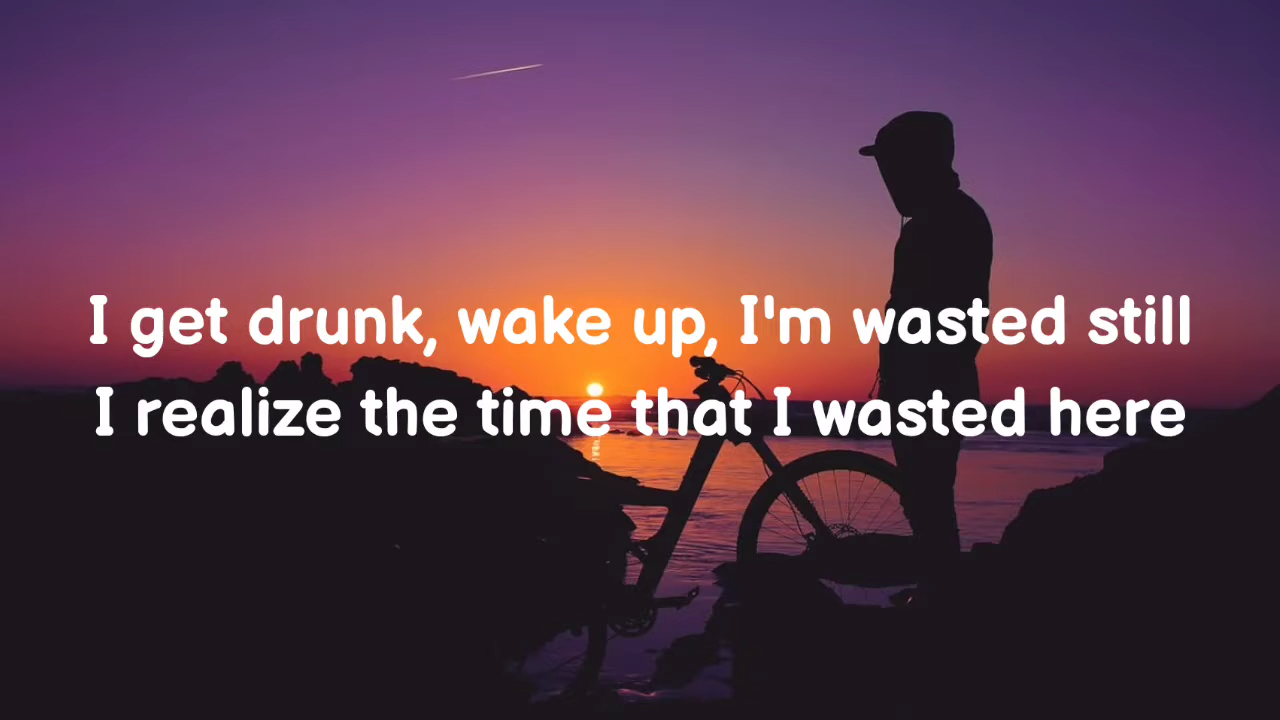 I get drunk, wake up, I'm wasted still
I realize the time that I wasted here